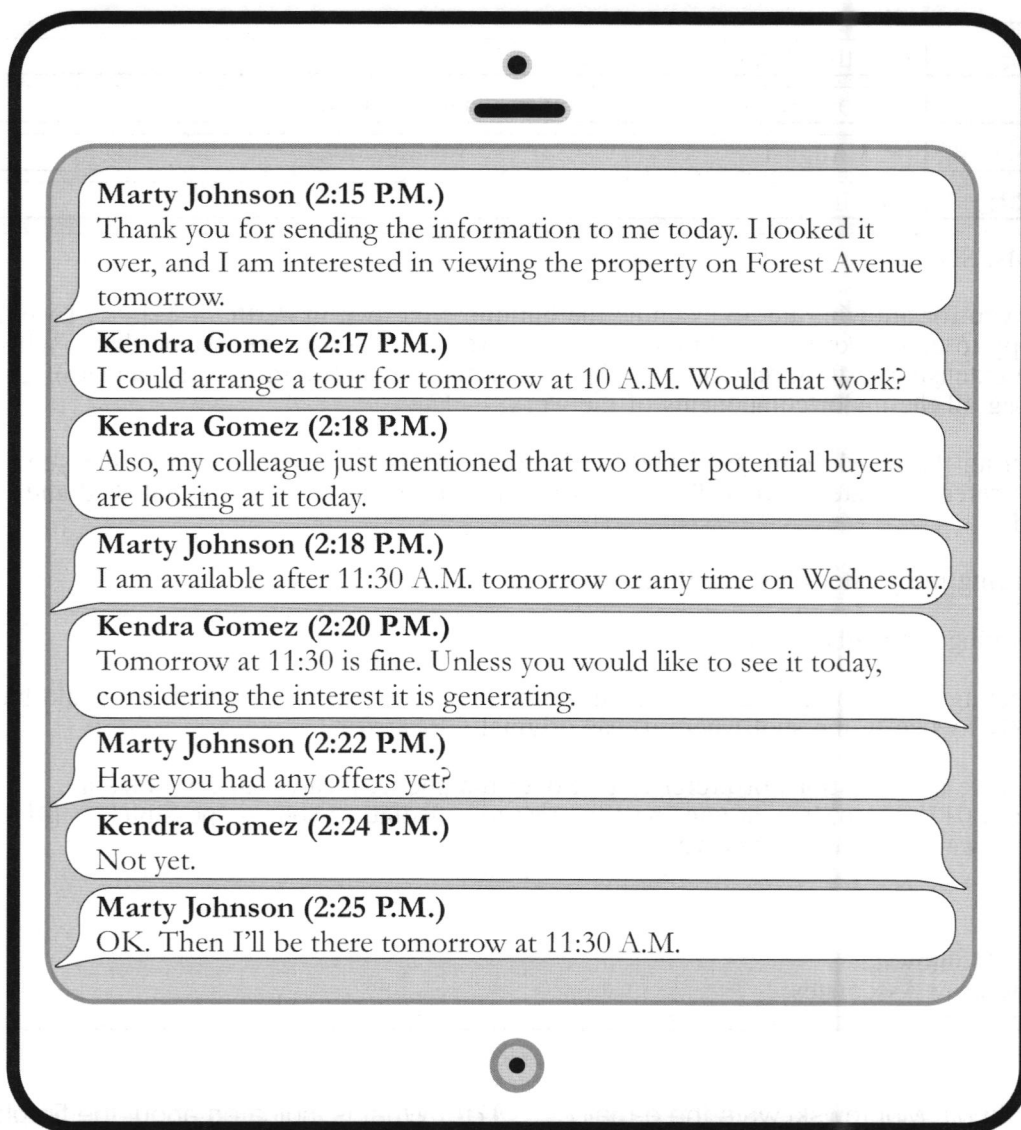 Marty Johnson (2:15 P.M.)
Thank you for sending the information to me today. I looked it
over, and I am interested in viewing the property on Forest Avenue
tomorrow.
Kendra Gomez (2:17 P.M.)
I could arrange a tour for tomorrow at 10 A.M. Would that work?
Kendra Gomez (2:18 P.M.)
Also, my colleague just mentioned that two other potential buyers
are looking at it today.
Marty Johnson (2:18 P.M.)
I am available after 11:30 A.M. tomorrow or any time on Wednesday.
Kendra Gomez (2:20 P.M.)
Tomorrow at 11:30 is fine. Unless you would like to see it today,
considering the interest it is generating.
Marty Johnson (2:22 P.M.)
Have you had any offers yet?
Kendra Gomez (2:24 P.M.)
Not yet.
Marty Johnson (2:25 P.M.)
OK. Then I'll be there tomorrow at 11:30 A.M.